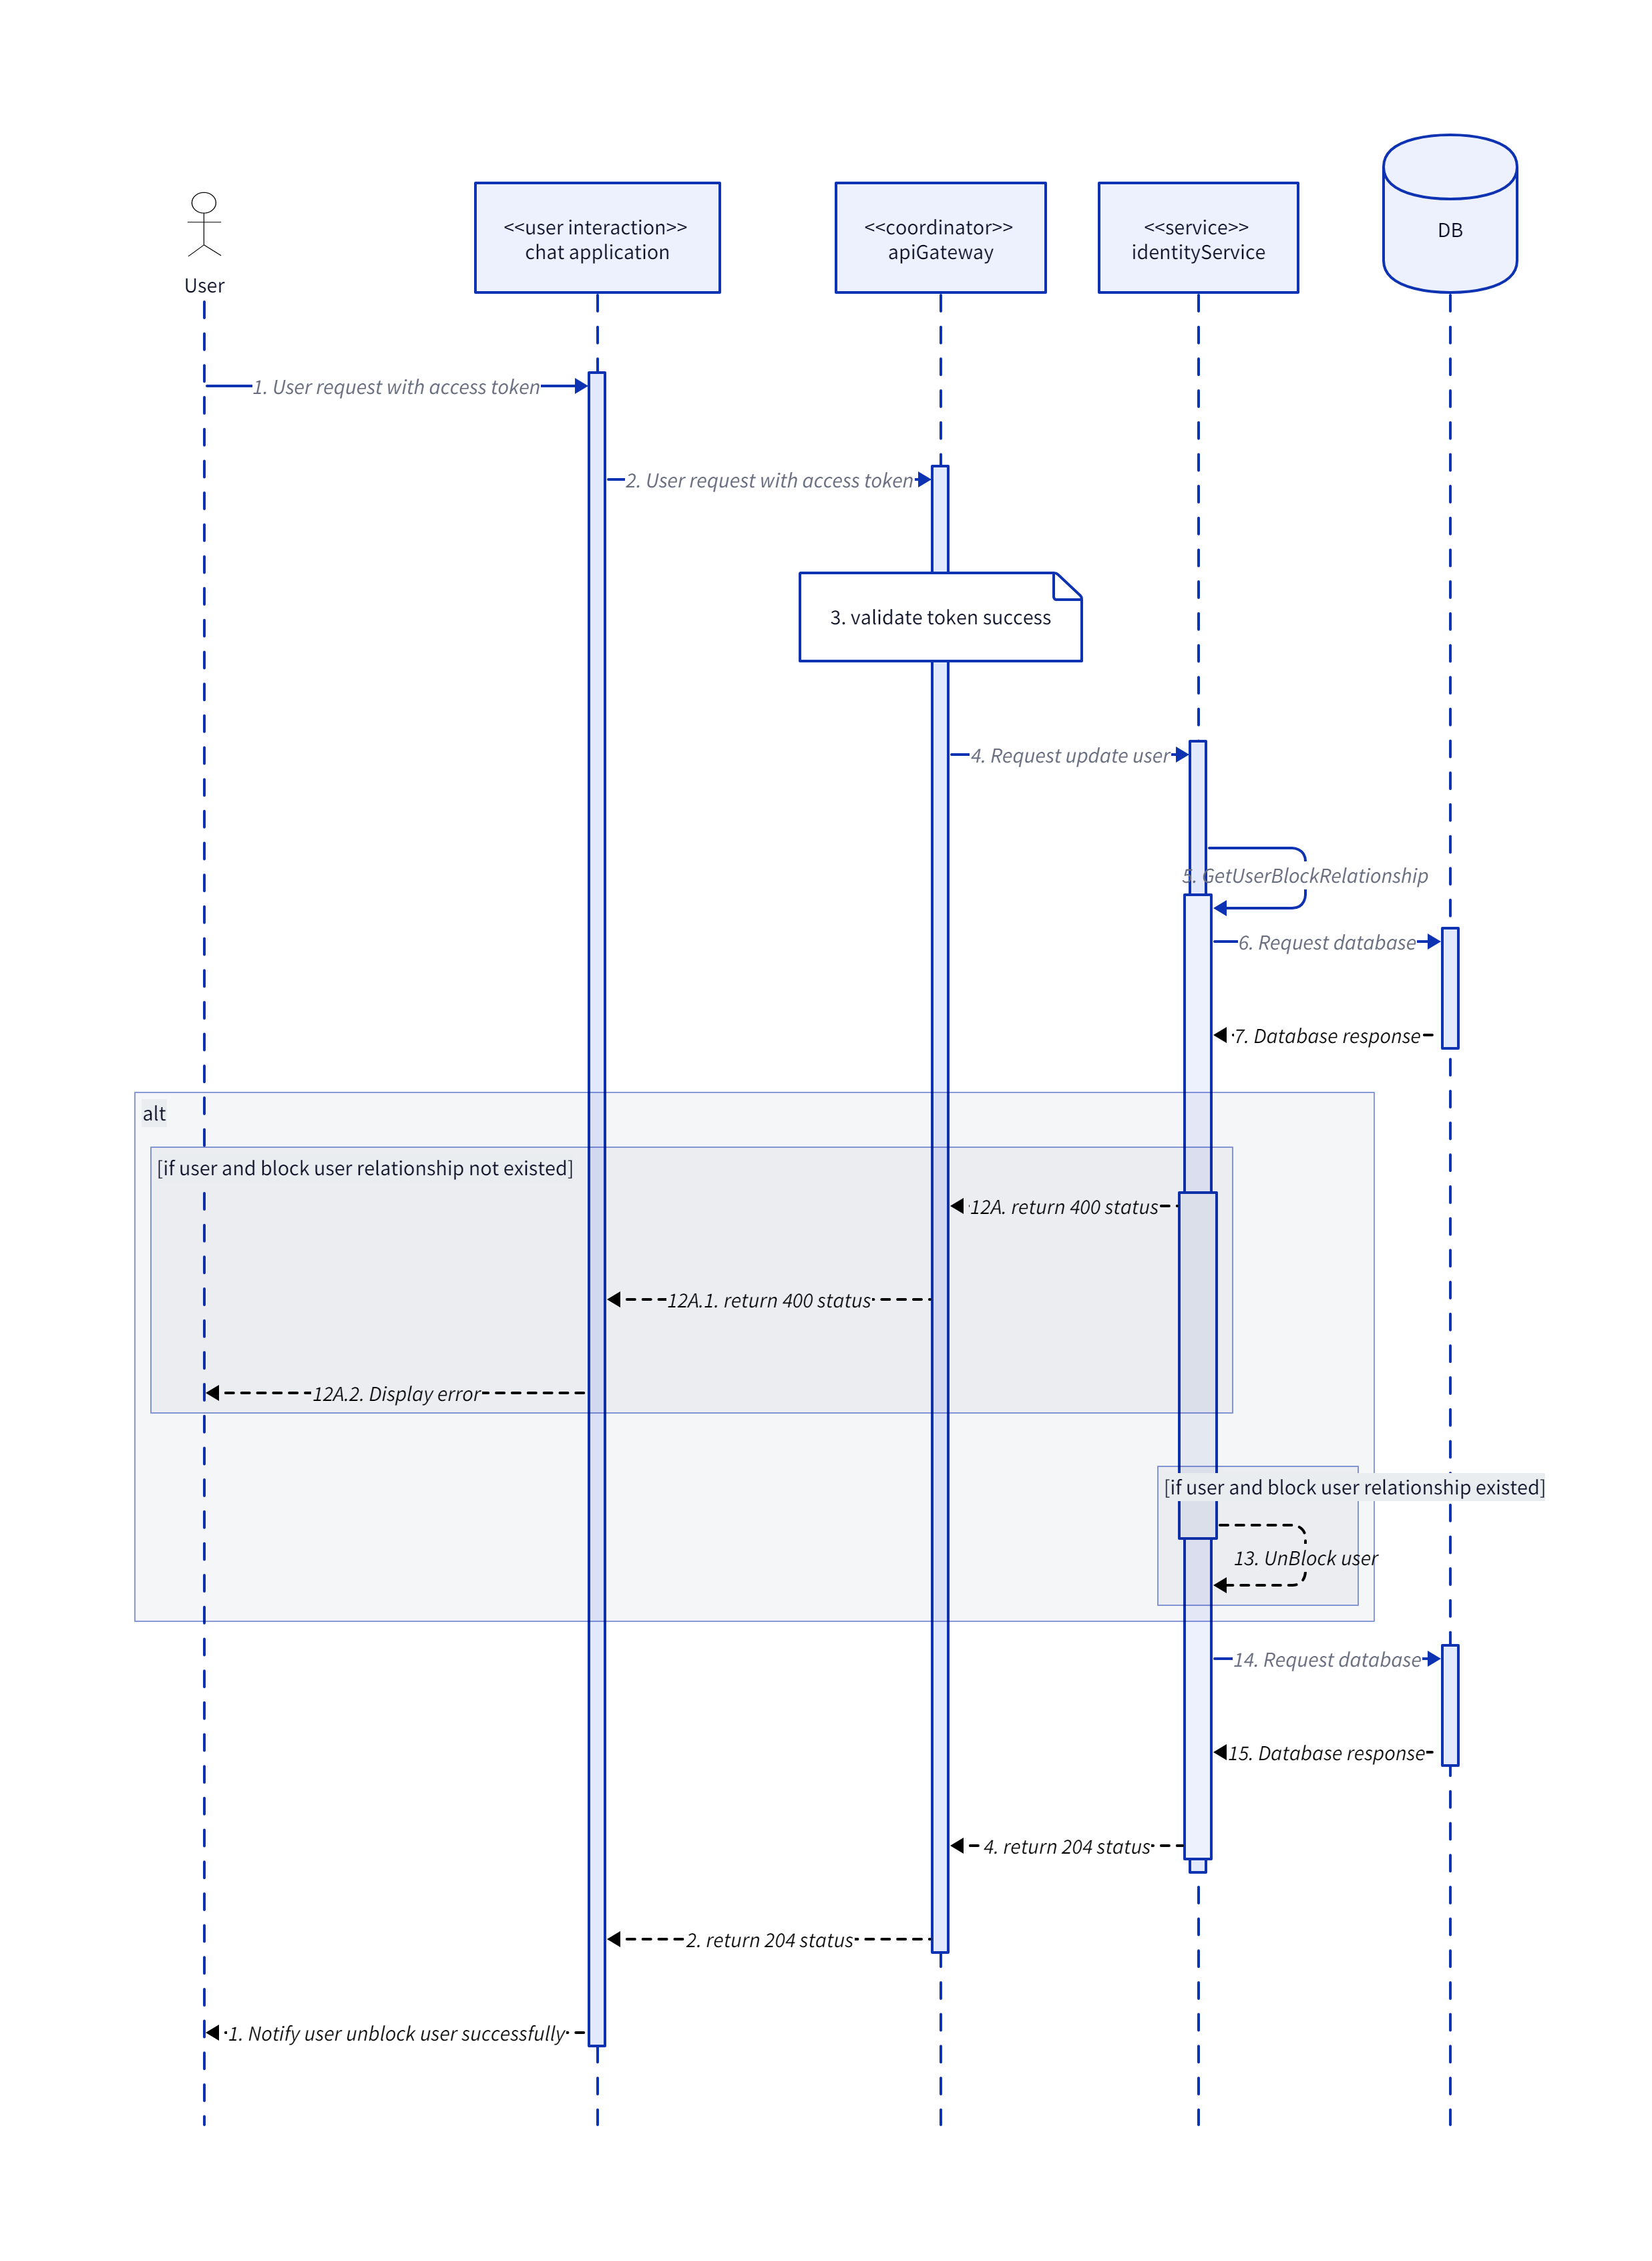 User
<<user interaction>>
chat application
<<coordinator>>
apiGateway
<<service>>
identityService
DB
1. User request with access token
2. User request with access token
3. validate token success
4. Request update user
5. GetUserBlockRelationship
6. Request database
7. Database response
alt
[if user and block user relationship not existed]
12A. return 400 status
12A.1. return 400 status
12A.2. Display error
[if user and block user relationship existed]
13. UnBlock user
14. Request database
15. Database response
4. return 204 status
2. return 204 status
1. Notify user unblock user successfully